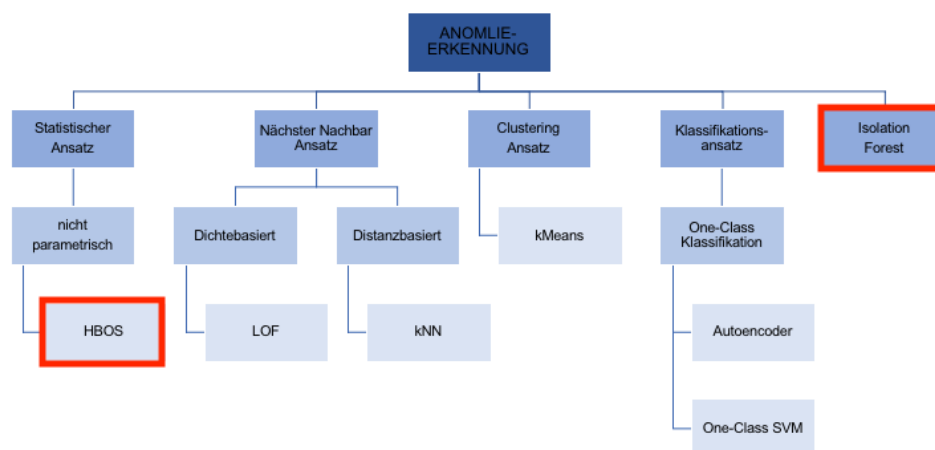 ANOMLIE-
ERKENNUNG
Statistischer
Ansatz
Nächster Nachbar
Ansatz
Clustering
Ansatz
Klassifikations-
ansatz
Isolation
Forest
nicht
parametrisch
Dichtebasiert
Distanzbasiert
kMeans
One-Class
Klassifikation
HBOS
LOF
kNN
Autoencoder
One-Class SVM